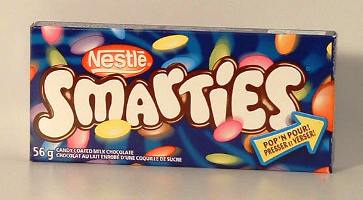 Nestlé
SMARTIES
POP 'N POUR!
PRESSER et VERSER!
56 g
CANDY COATED MILK CHOCOLATE
CHOCOLAT AU LAIT ENROBÉ D'UNE COQUILLE DE SUCRE